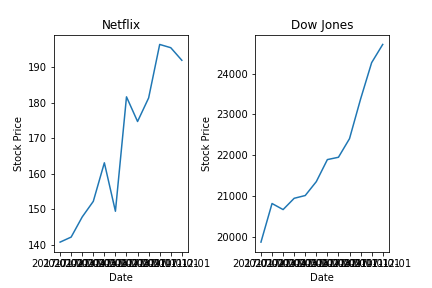 Netflix
Dow Jones
Stock Price
190
180
170
160
150
140
Date
Stock Price
24000
23000
22000
21000
20000
Date